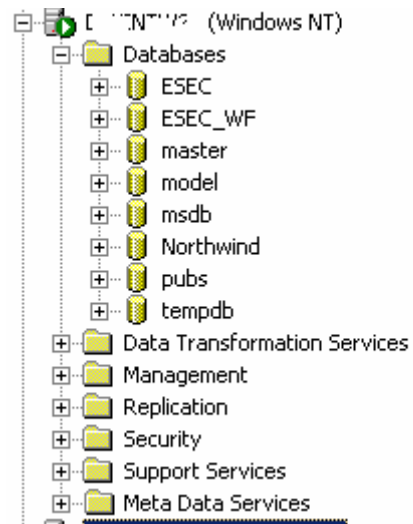 (Windows NT)
Databases
ESEC
ESEC_WF
master
model
msdb
Northwind
pubs
tempdb
Data Transformation Services
Management
Replication
Security
Support Services
Meta Data Services